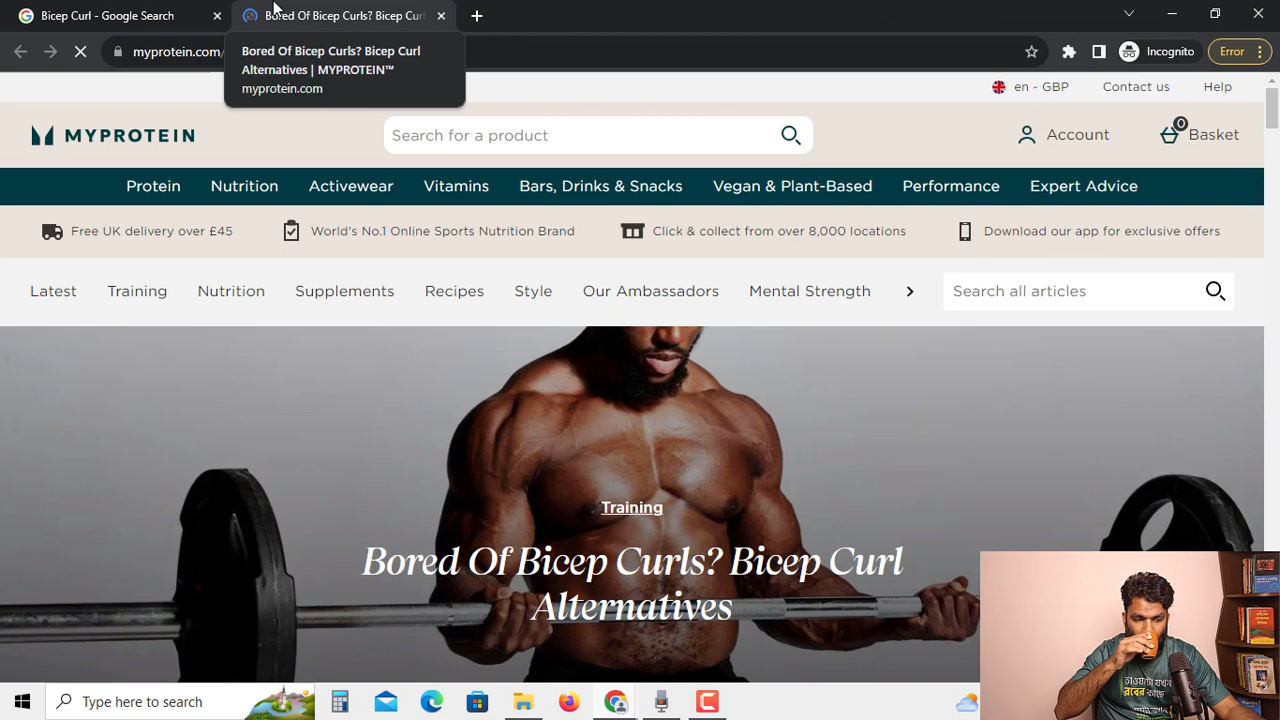 Bicep Curl - Google Search
Bored Of Bicep Curls? Bicep Cur
myprotein.com/
Incognito
Error
Bored Of Bicep Curls? Bicep Curl
Alternatives | MYPROTEIN™
myprotein.com
en - GBP
Contact us
Help
MYPROTEIN
Search for a product
Account
0
Basket
Protein
Nutrition
Activewear
Vitamins
Bars, Drinks & Snacks
Vegan & Plant-Based
Performance
Expert Advice
Free UK delivery over £45
World's No.1 Online Sports Nutrition Brand
Click & collect from over 8,000 locations
Download our app for exclusive offers
Latest
Training
Nutrition
Supplements
Recipes
Style
Our Ambassadors
Mental Strength
Search all articles
Training
Bored Of Bicep Curls? Bicep Curl
Alternatives
Type here to search